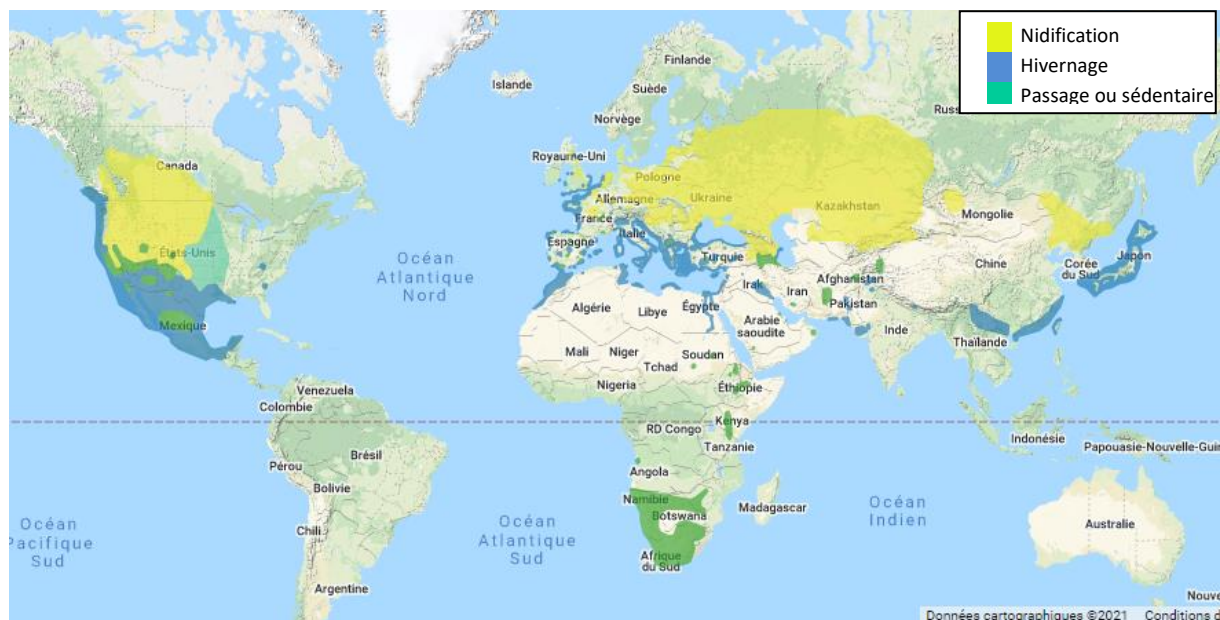 Nidification
Hivernage
Passage ou sédentaire
Islande
Finlande
Suède
Norvège
Russ
Royaume-Uni
Canada
Pologne
Allemagne
Ukraine
Kazakhstan
Mongolie
France
Italie
Espagne
États-Unis
Turquie
Chine
Corée
du Sud
Japon
Océan
Atlantique
Nord
Afghanistan
Irak
Iran
Pakistan
Algérie
Libye
Égypte
Arabie
saoudite
Inde
Thaïlande
Mexique
Mali
Niger
Tchad
Soudan
Nigeria
Éthiopie
Venezuela
Colombie
RD Congo
Kenya
Tanzanie
Indonésie
Papouasie-Nouvelle-Guin
Pérou
Brésil
Bolivie
Angola
Namibie
Botswana
Madagascar
Océan
Indien
Australie
Océan
Pacifique
Sud
Chili
Océan
Atlantique
Sud
Afrique
du Sud
Argentine
Nouve
Données cartographiques ©2021 Conditions d